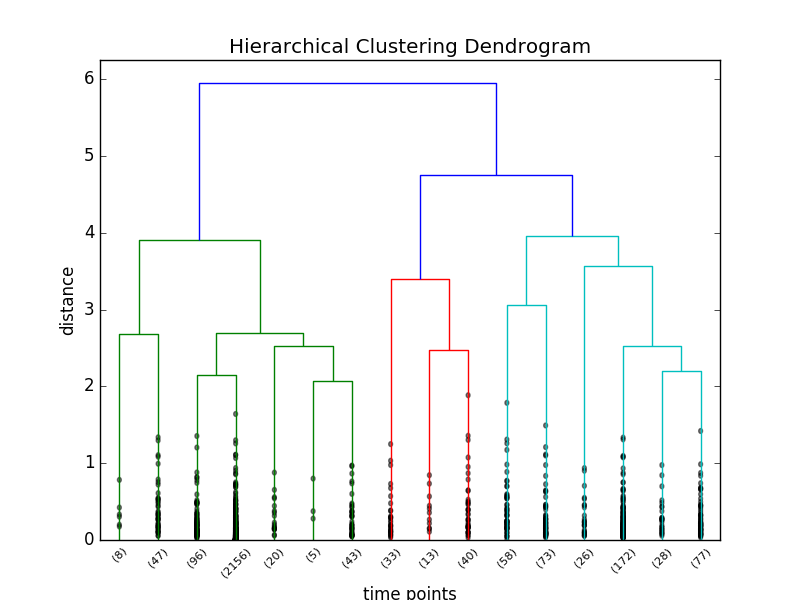 Hierarchical Clustering Dendrogram
6
5
4
3
2
1
0
distance
(8) (47) (96) (2156) (20) (5) (43) (33) (13) (40) (58) (73) (26) (172) (28) (77)
time points